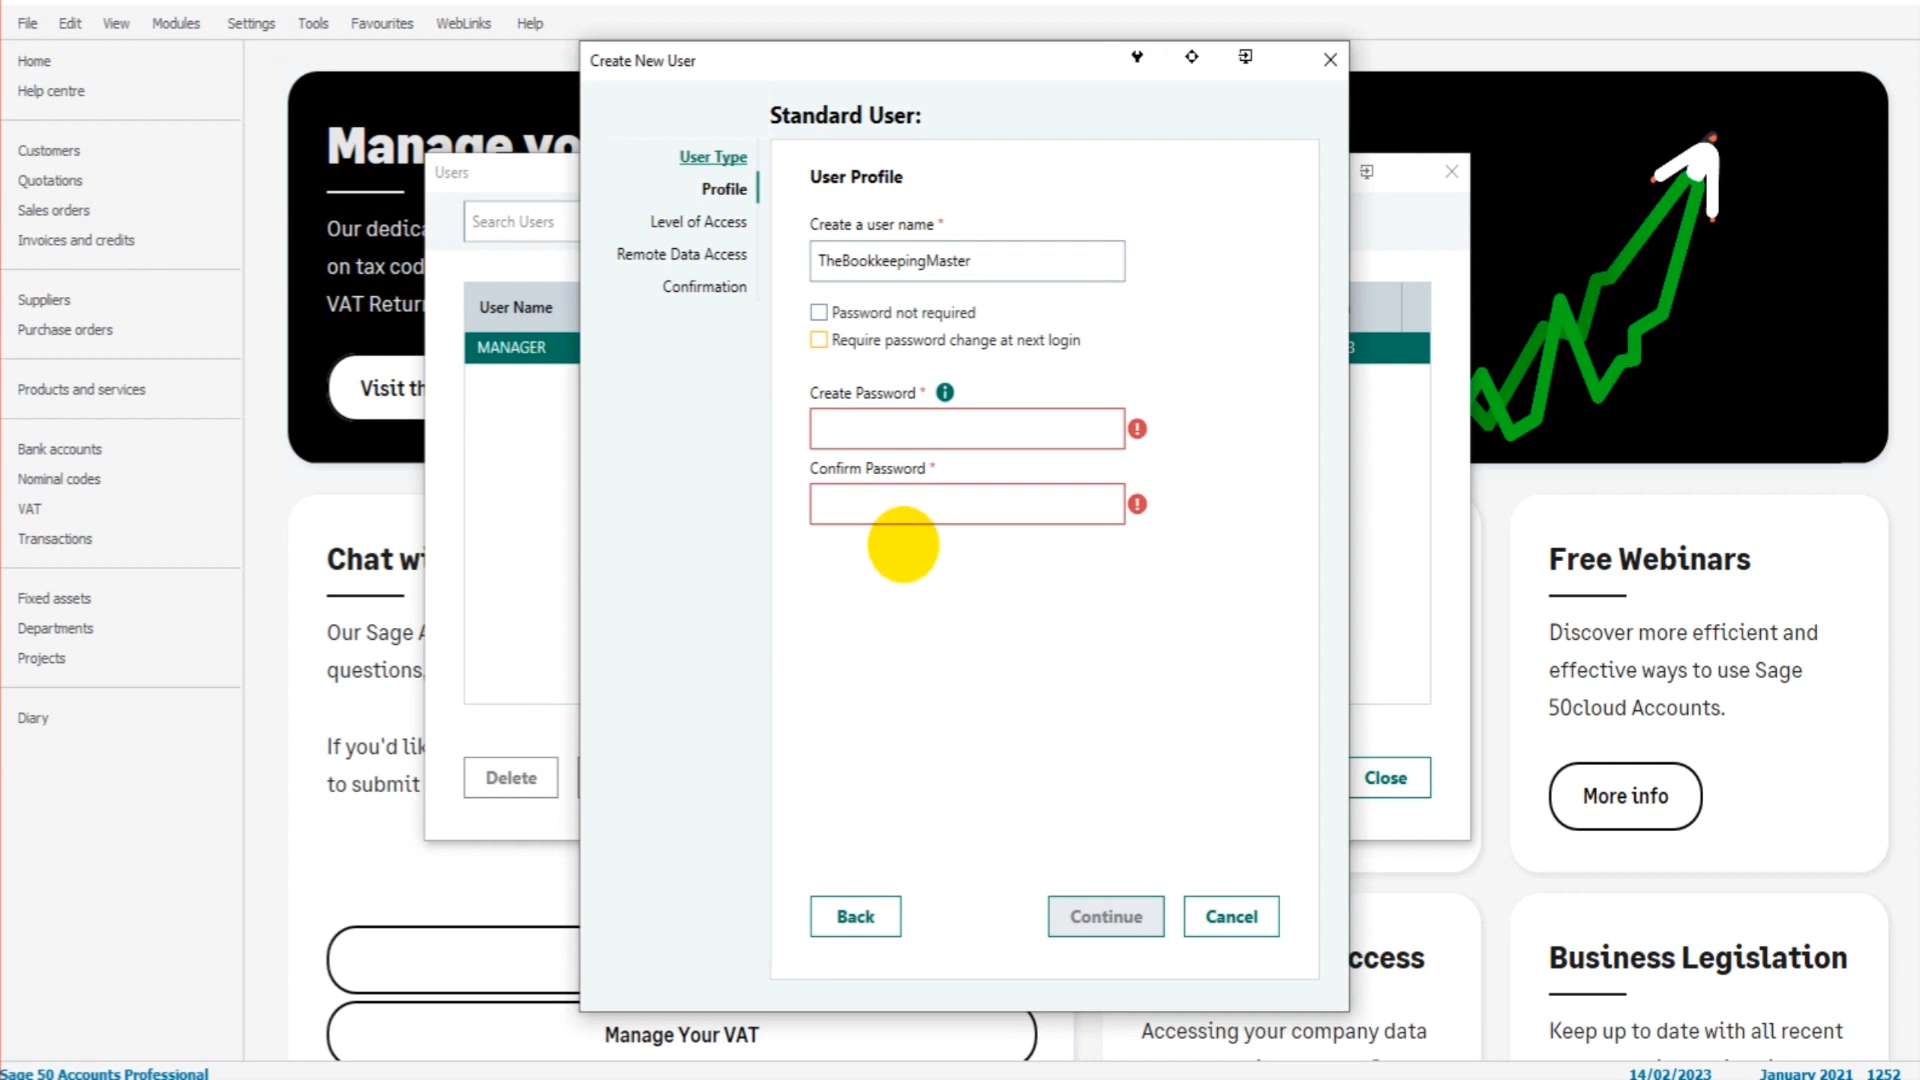 File Edit View Modules Settings Tools Favourites WebLinks Help
Home
Help centre
Customers
Quotations
Sales orders
Invoices and credits
Suppliers
Purchase orders
Products and services
Bank accounts
Nominal codes
VAT
Transactions
Fixed assets
Departments
Projects
Diary
Manage yo
Our dedica
on tax cod
VAT Return
Visit th
Chat wi
Our Sage A
questions.
If you'd lik
to submit
Manage Your VAT
Users
Search Users
User Name
MANAGER
3
Delete
Close
Create New User
Standard User:
User Type
Profile
Level of Access
Remote Data Access
Confirmation
User Profile
Create a user name *
TheBookkeepingMaster
Password not required
Require password change at next login
Create Password *
Confirm Password *
Back Continue Cancel
Free Webinars
Discover more efficient and
effective ways to use Sage
50cloud Accounts.
More info
ccess
Accessing your company data
Business Legislation
Keep up to date with all recent
Sage 50 Accounts Professional 14/02/2023 January 2021 1252